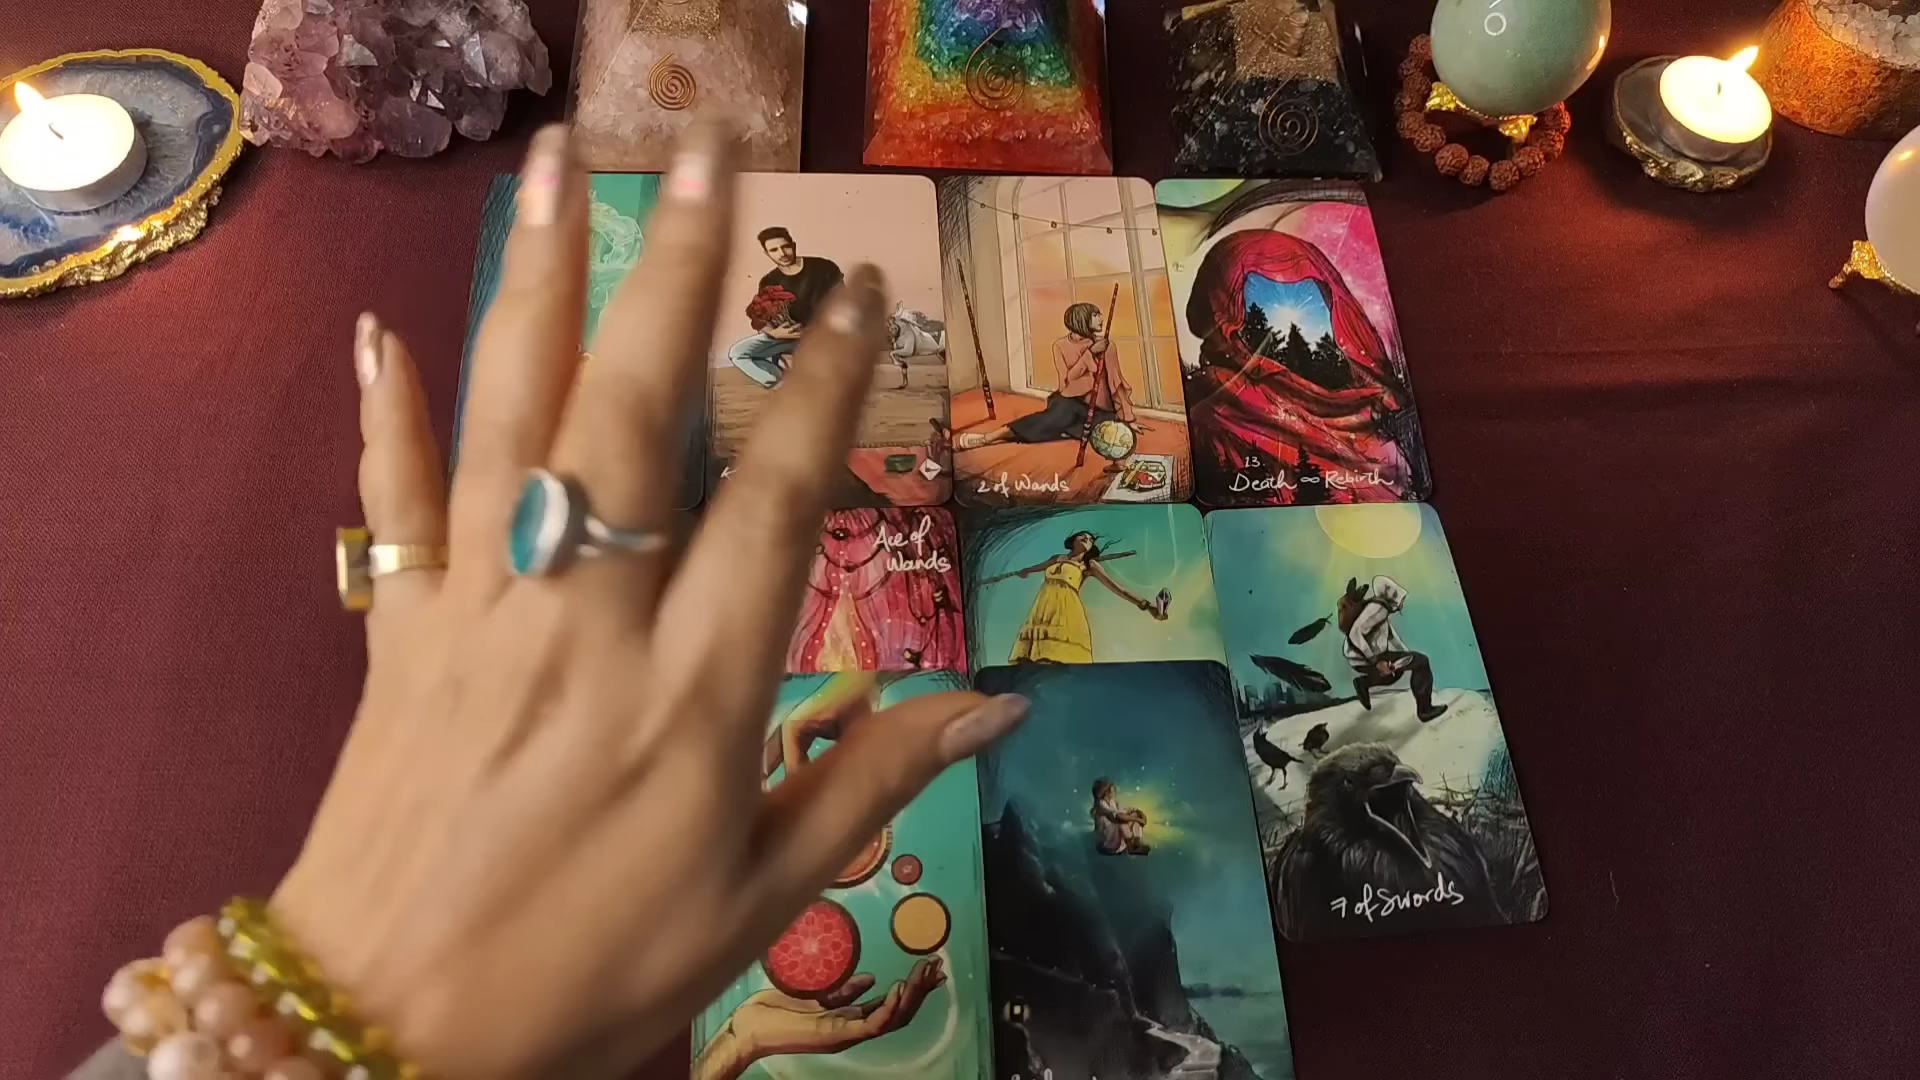 2 of Wands
13.
Death ∞ Rebirth
Ace of
Wands
7 of Swords